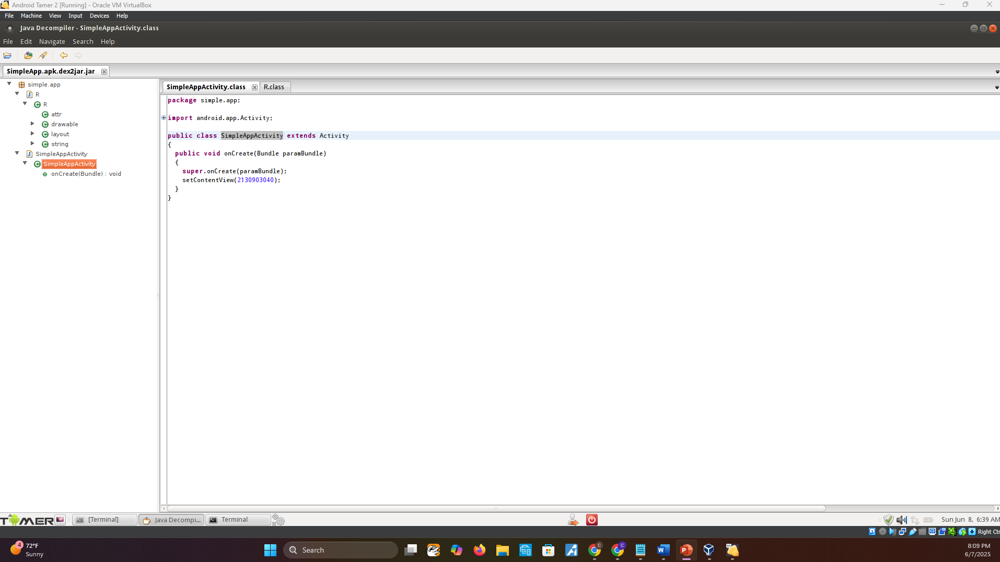 Android Tamer 2 [Running] - Oracle VM VirtualBox
File Machine View Input Devices Help
Java Decompiler - SimpleAppActivity.class
File Edit Navigate Search Help
SimpleApp.apk.dex2jar.jar
simple.app
R
R
attr
drawable
layout
string
SimpleAppActivity
SimpleAppActivity
onCreate(Bundle) : void
SimpleAppActivity.class R.class
package simple.app;
import android.app.Activity;
public class SimpleAppActivity extends Activity
{
public void onCreate(Bundle paramBundle)
{
super.onCreate(paramBundle);
setContentView(2130903040);
}
}
TAMER [Terminal] Java Decompi... Terminal Sun Jun 8, 6:39 AM
Right Ctr
4
72°F
Sunny
Search
8:09 PM
6/7/2025